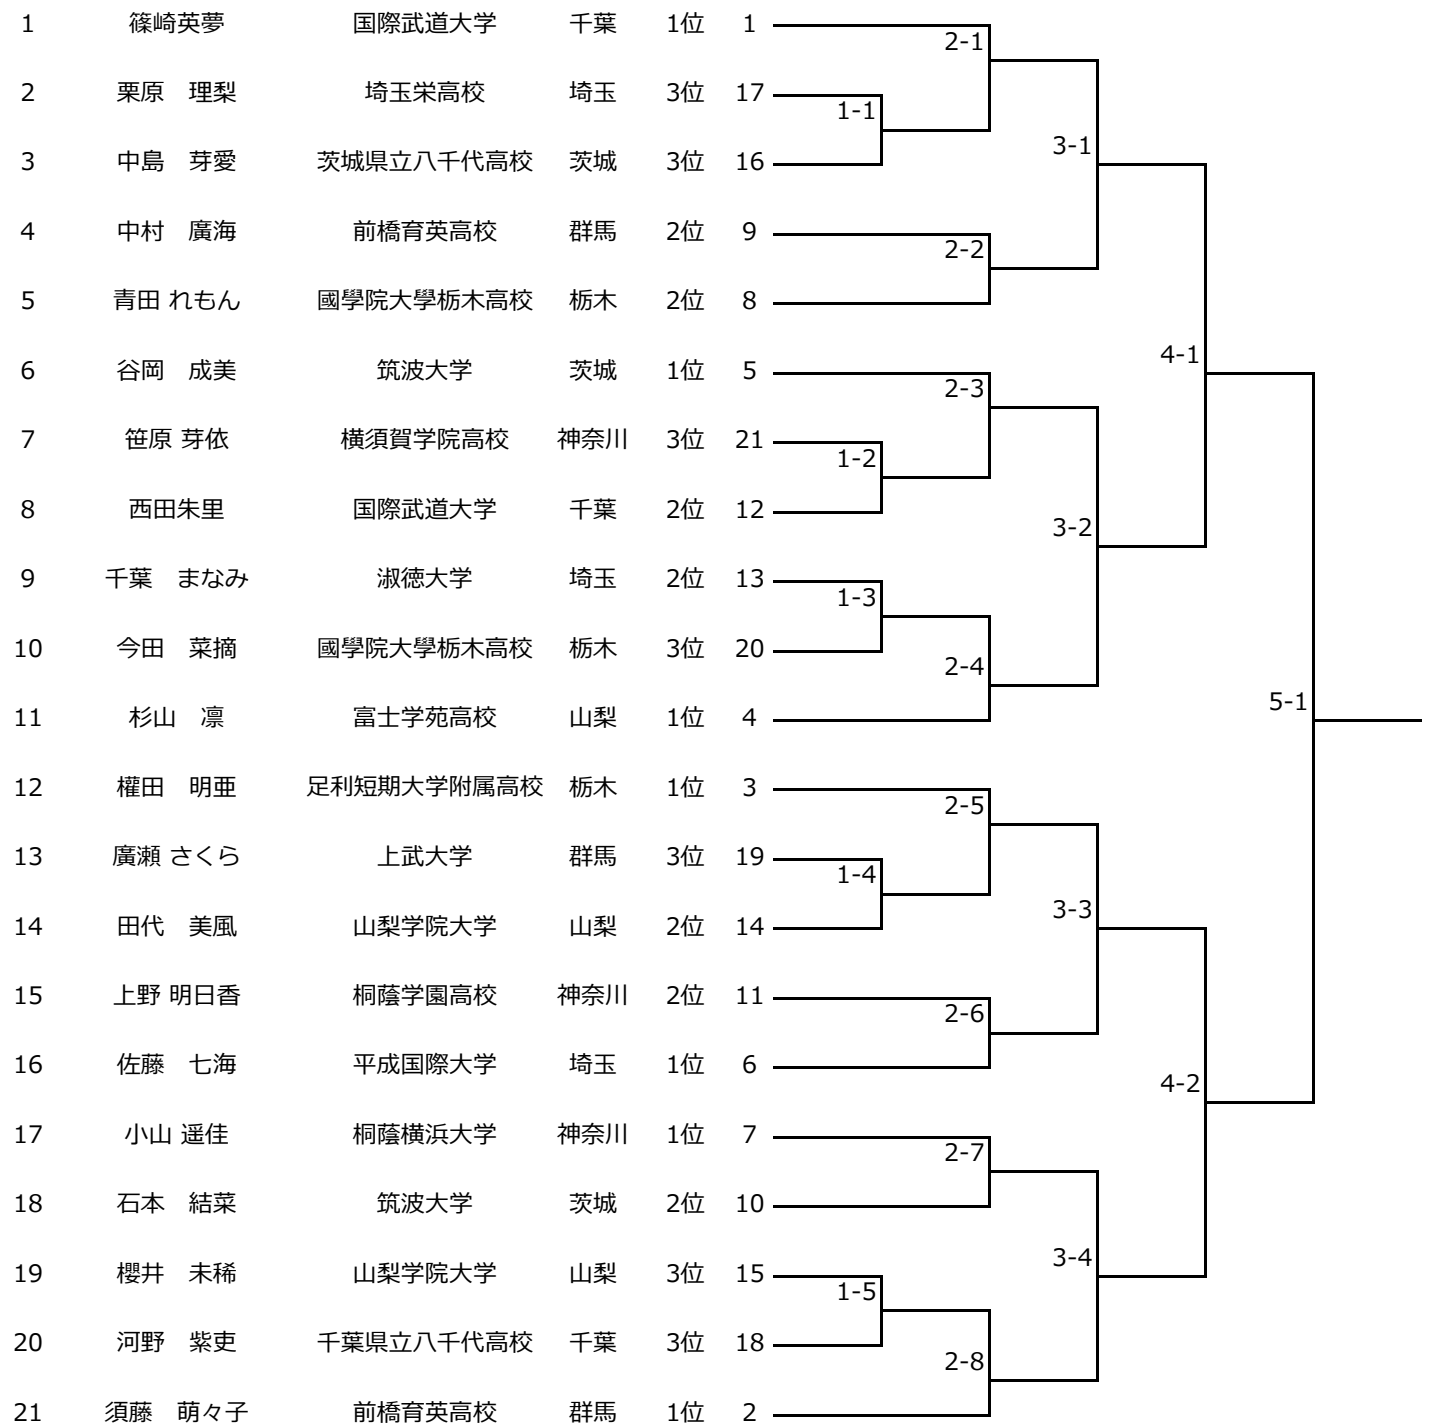 1 篠崎英夢 国際武道大学 千葉 1位 1
2-1
2 栗原　理梨 埼玉栄高校 埼玉 3位 17
1-1
3-1
3 中島　芽愛 茨城県立八千代高校 茨城 3位 16
4 中村　廣海 前橋育英高校 群馬 2位 9
2-2
5 青田 れもん 國學院大學栃木高校 栃木 2位 8
4-1
6 谷岡　成美 筑波大学 茨城 1位 5
2-3
7 笹原 芽依 横須賀学院高校 神奈川 3位 21
1-2
8 西田朱里 国際武道大学 千葉 2位 12
3-2
9 千葉　まなみ 淑徳大学 埼玉 2位 13
1-3
10 今田　菜摘 國學院大學栃木高校 栃木 3位 20
2-4
5-1
11 杉山　凛 富士学苑高校 山梨 1位 4
12 權田　明亜 足利短期大学附属高校 栃木 1位 3
2-5
13 廣瀬 さくら 上武大学 群馬 3位 19
1-4
3-3
14 田代　美風 山梨学院大学 山梨 2位 14
15 上野 明日香 桐蔭学園高校 神奈川 2位 11
2-6
16 佐藤　七海 平成国際大学 埼玉 1位 6
4-2
17 小山 遥佳 桐蔭横浜大学 神奈川 1位 7
2-7
18 石本　結菜 筑波大学 茨城 2位 10
3-4
19 櫻井　未稀 山梨学院大学 山梨 3位 15
1-5
20 河野　紫吏 千葉県立八千代高校 千葉 3位 18
2-8
21 須藤　萌々子 前橋育英高校 群馬 1位 2